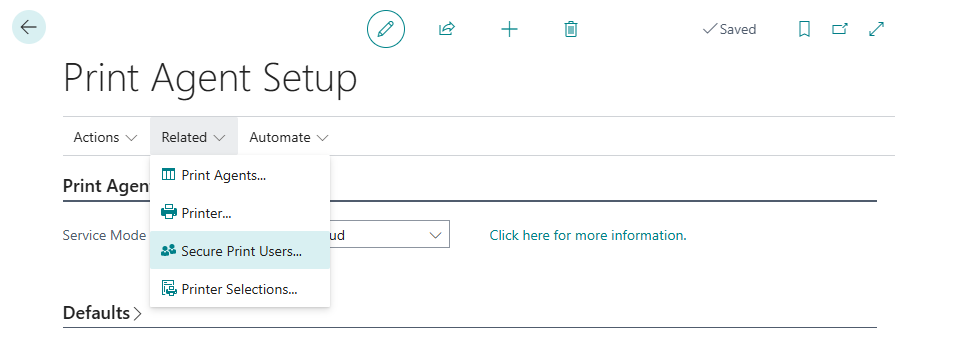 Saved
Print Agent Setup
Actions Related Automate
Print Agents...
Print Agen
Printer...
Service Mode ud Click here for more information.
Secure Print Users...
Printer Selections...
Defaults